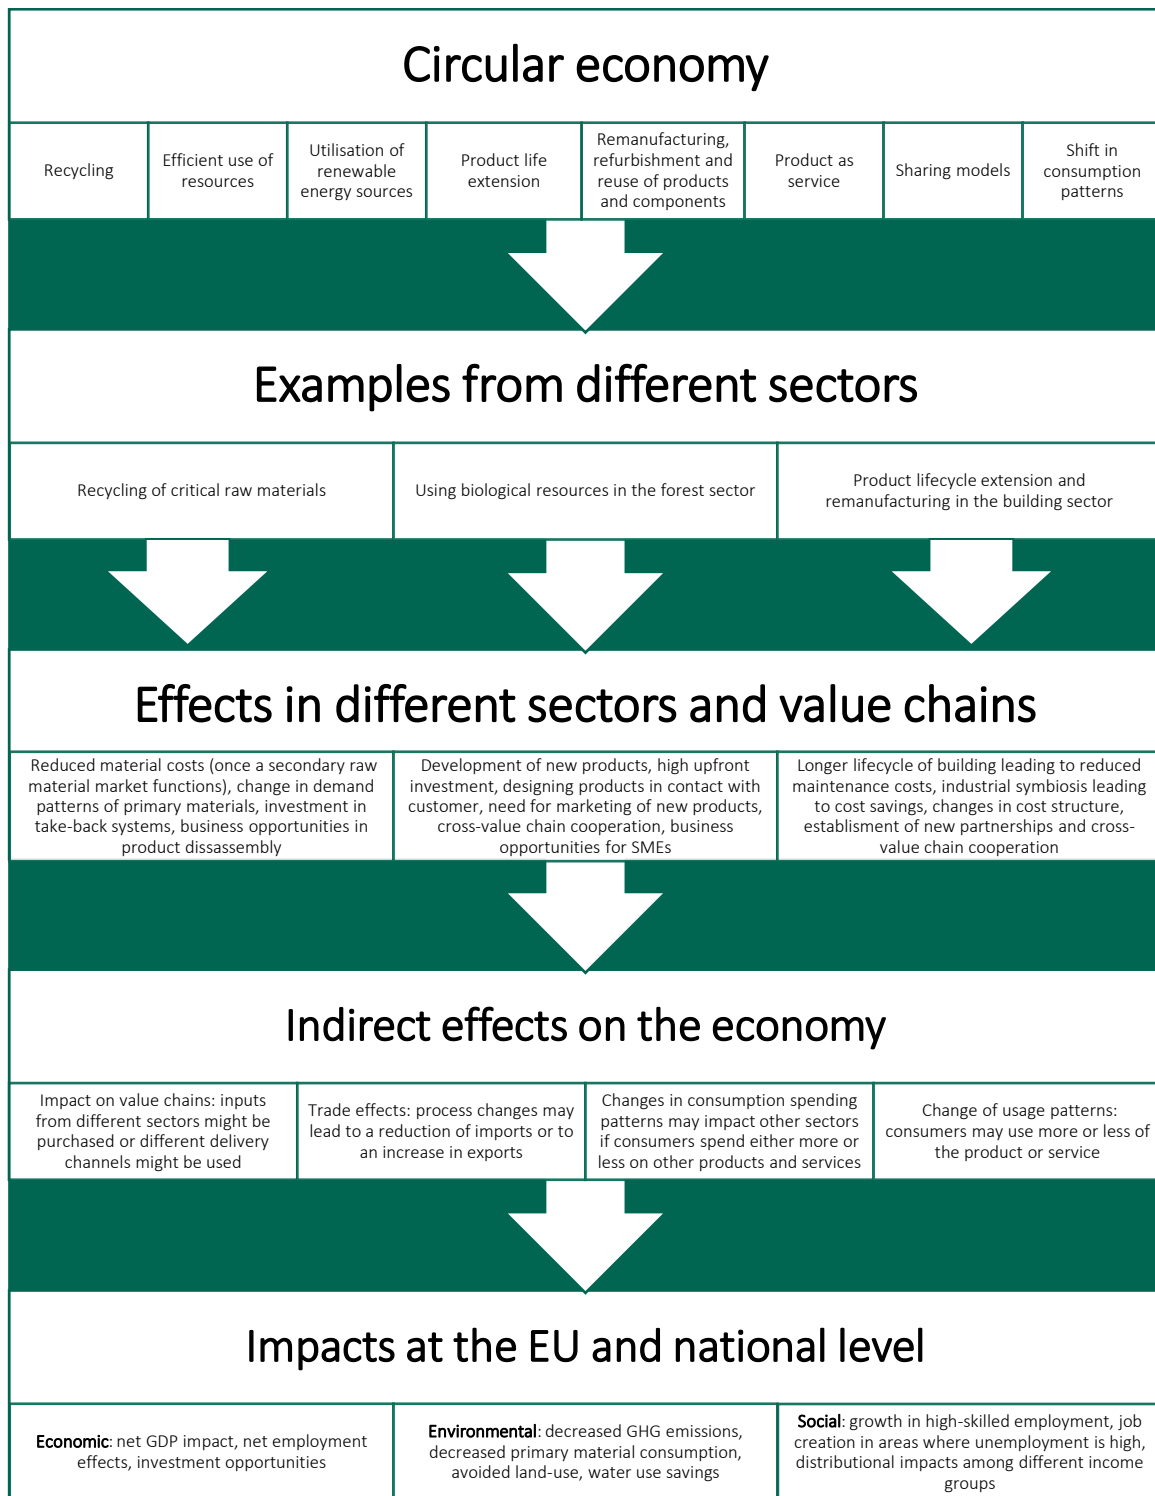 Circular economy
Recycling
Efficient use of
resources
Utilisation of
renewable
energy sources
Product life
extension
Remanufacturing,
refurbishment and
reuse of products
and components
Product as
service
Sharing models
Shift in
consumption
patterns
Examples from different sectors
Recycling of critical raw materials
Using biological resources in the forest sector
Product lifecycle extension and
remanufacturing in the building sector
Effects in different sectors and value chains
Reduced material costs (once a secondary raw
material market functions), change in demand
patterns of primary materials, investment in
take-back systems, business opportunities in
product dissassembly
Development of new products, high upfront
investment, designing products in contact with
customer, need for marketing of new products,
cross-value chain cooperation, business
opportunities for SMEs
Longer lifecycle of building leading to reduced
maintenance costs, industrial symbiosis leading
to cost savings, changes in cost structure,
establisment of new partnerships and cross-
value chain cooperation
Indirect effects on the economy
Impact on value chains: inputs
from different sectors might be
purchased or different delivery
channels might be used
Trade effects: process changes may
lead to a reduction of imports or to
an increase in exports
Changes in consumption spending
patterns may impact other sectors
if consumers spend either more or
less on other products and services
Change of usage patterns:
consumers may use more or less of
the product or service
Impacts at the EU and national level
Economic: net GDP impact, net employment
effects, investment opportunities
Environmental: decreased GHG emissions,
decreased primary material consumption,
avoided land-use, water use savings
Social: growth in high-skilled employment, job
creation in areas where unemployment is high,
distributional impacts among different income
groups